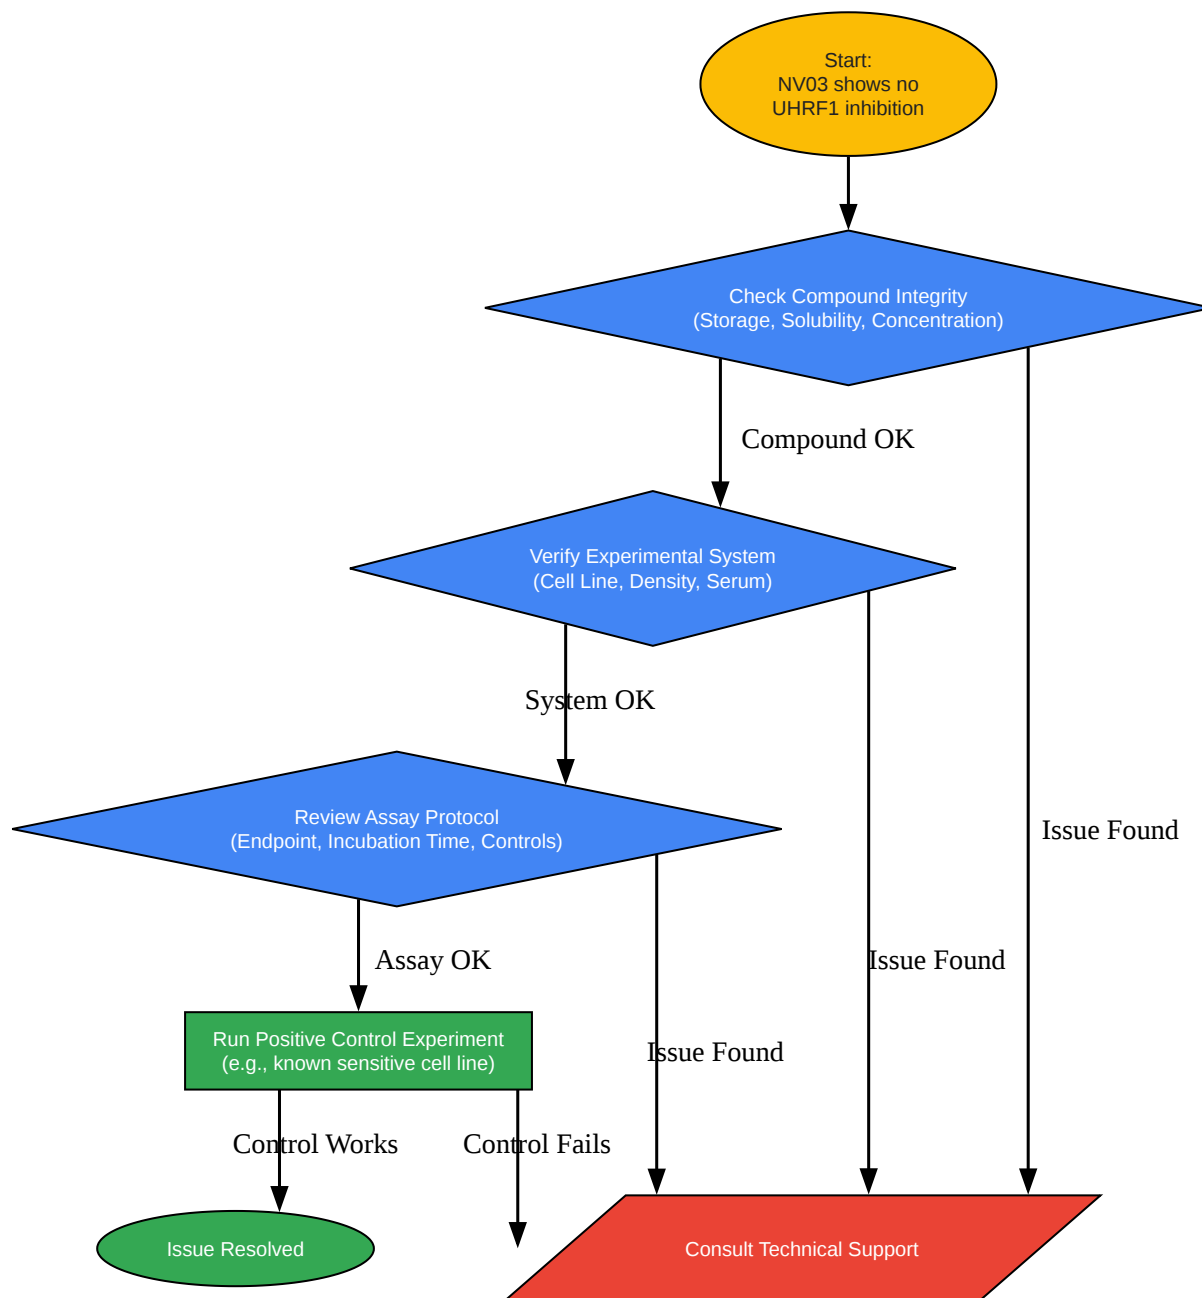 Start:
NV03 shows no
UHRF1 inhibition
Check Compound Integrity
(Storage, Solubility, Concentration)
Compound OK
Verify Experimental System
(Cell Line, Density, Serum)
System OK
Review Assay Protocol
(Endpoint, Incubation Time, Controls)
Issue Found
Assay OK
Issue Found
Run Positive Control Experiment
(e.g., known sensitive cell line)
Issue Found
Control Works
Control Fails
Issue Resolved
Consult Technical Support